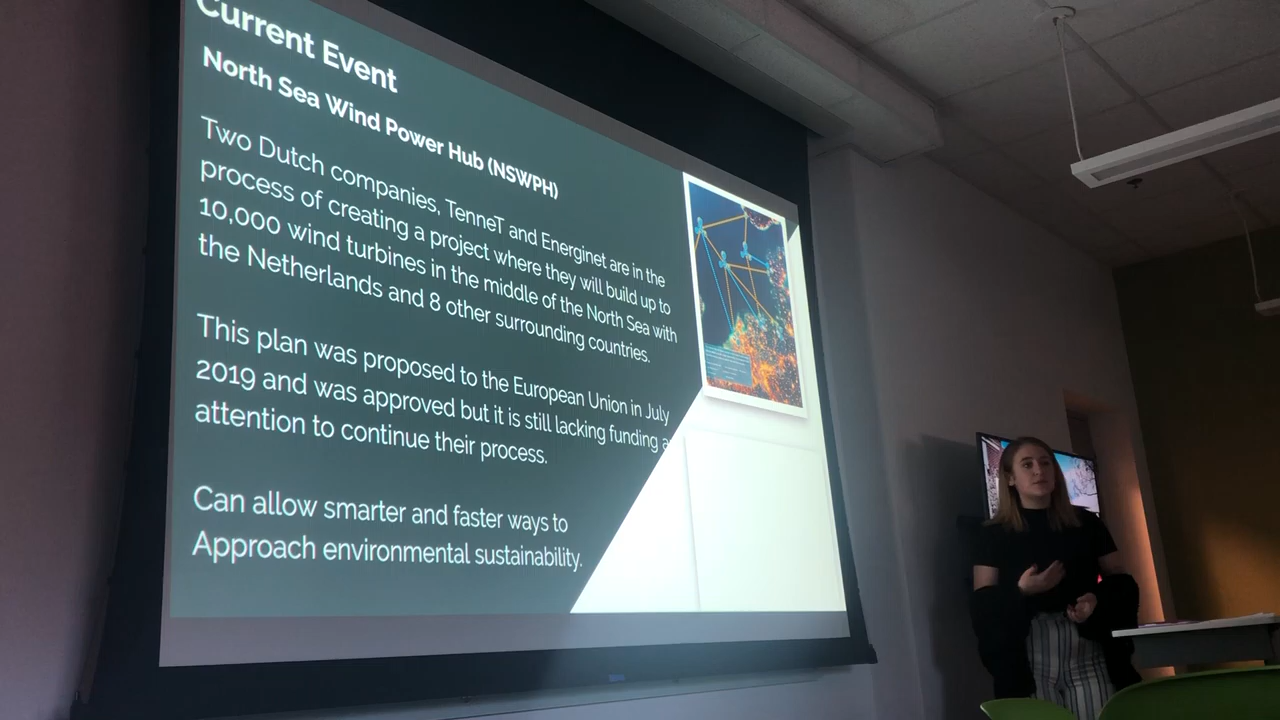 Current Event
North Sea Wind Power Hub (NSWPH)
Two Dutch companies, TenneT and Energinet are in the
process of creating a project where they will build up to
10,000 wind turbines in the middle of the North Sea with
the Netherlands and 8 other surrounding countries.
This plan was proposed to the European Union in July
2019 and was approved but it is still lacking funding
attention to continue their process.
Can allow smarter and faster ways to
Approach environmental sustainability.